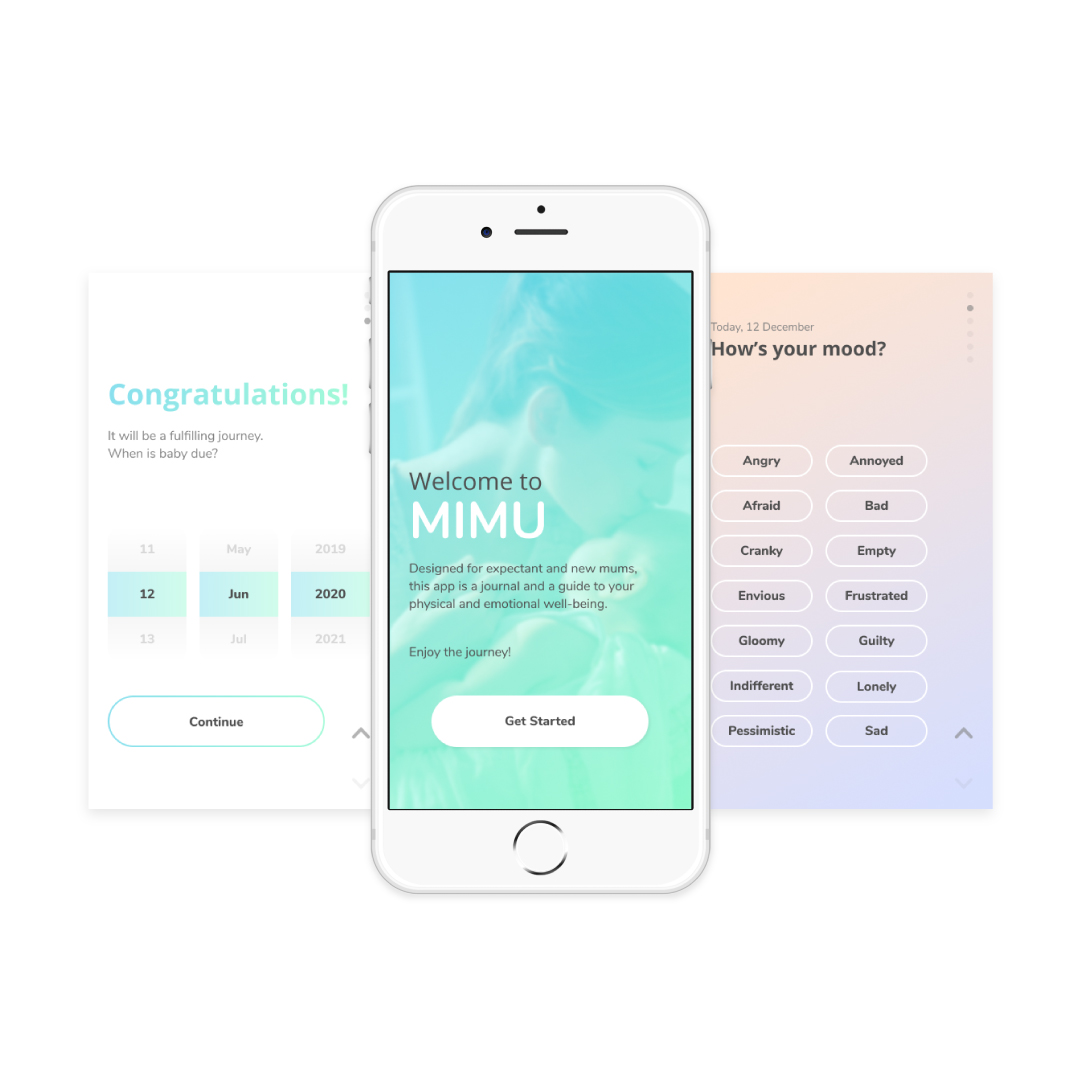 Congratulations!
It will be a fulfilling journey.
When is baby due?
11 May 2019
12 Jun 2020
13 Jul 2021
Continue
Welcome to
MIMU
Designed for expectant and new mums,
this app is a journal and a guide to your
physical and emotional well-being.
Enjoy the journey!
Get Started
Today, 12 December
How’s your mood?
Angry Annoyed
Afraid Bad
Cranky Empty
Envious Frustrated
Gloomy Guilty
Indifferent Lonely
Pessimistic Sad